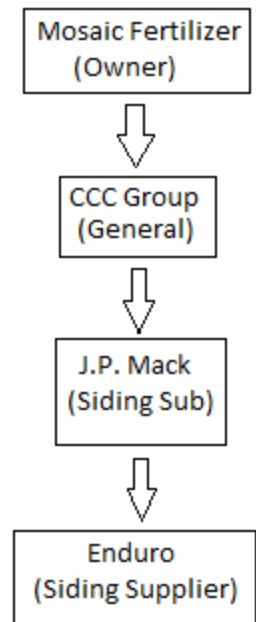 Mosaic Fertilizer
(Owner)
CCC Group
(General)
J.P. Mack
(Siding Sub)
Enduro
(Siding Supplier)